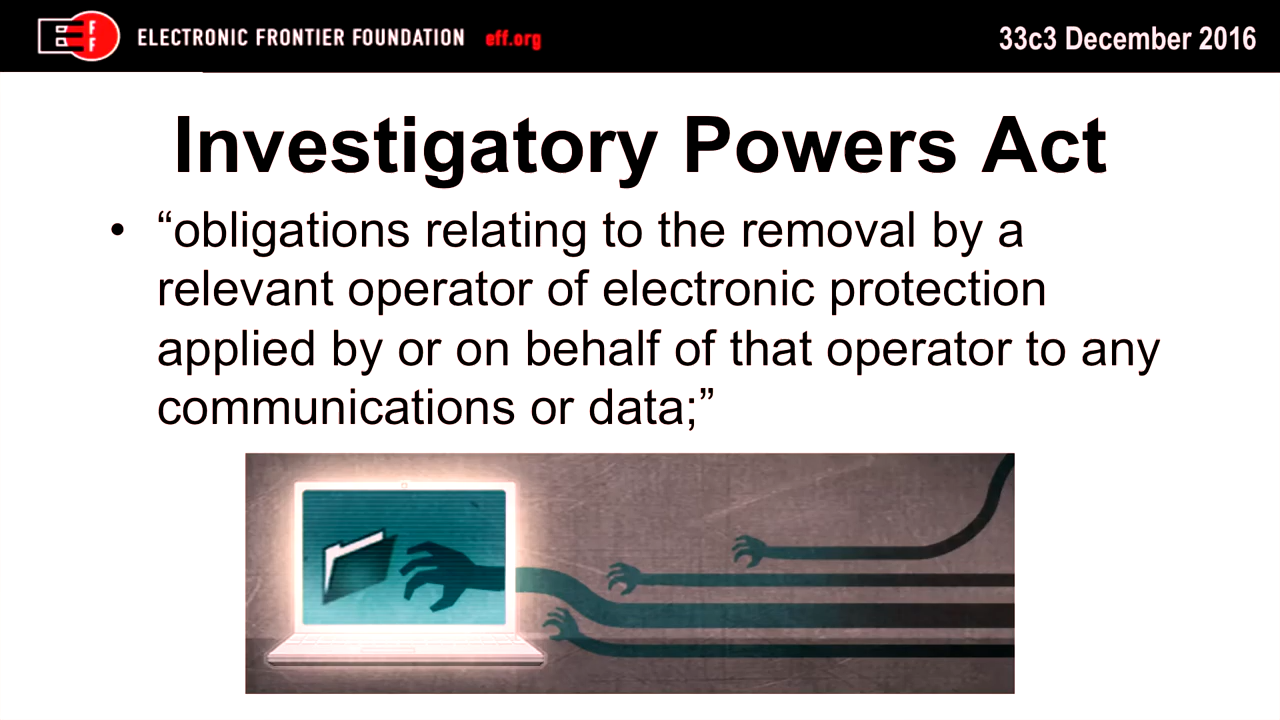 EFF
ELECTRONIC FRONTIER FOUNDATION eff.org
33c3 December 2016
Investigatory Powers Act
• “obligations relating to the removal by a
relevant operator of electronic protection
applied by or on behalf of that operator to any
communications or data;”